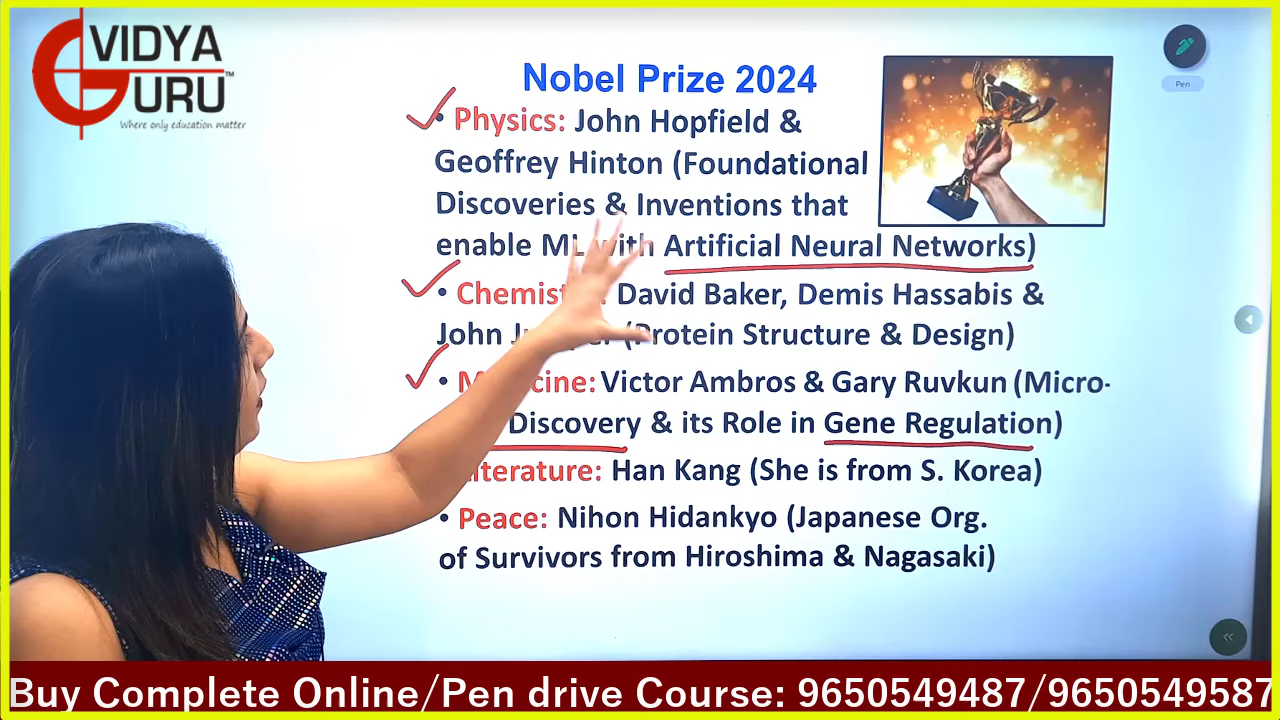 VIDYA
GURU™
Where only education matter
Nobel Prize 2024
Pen
• Physics: John Hopfield &
Geoffrey Hinton (Foundational
Discoveries & Inventions that
enable ML with Artificial Neural Networks)
• Chemist David Baker, Demis Hassabis &
John (Protein Structure & Design)
• Medicine: Victor Ambros & Gary Ruvkun (Micro-
Discovery & its Role in Gene Regulation)
Literature: Han Kang (She is from S. Korea)
• Peace: Nihon Hidankyo (Japanese Org.
of Survivors from Hiroshima & Nagasaki)
Buy Complete Online/Pen drive Course: 9650549487/9650549587